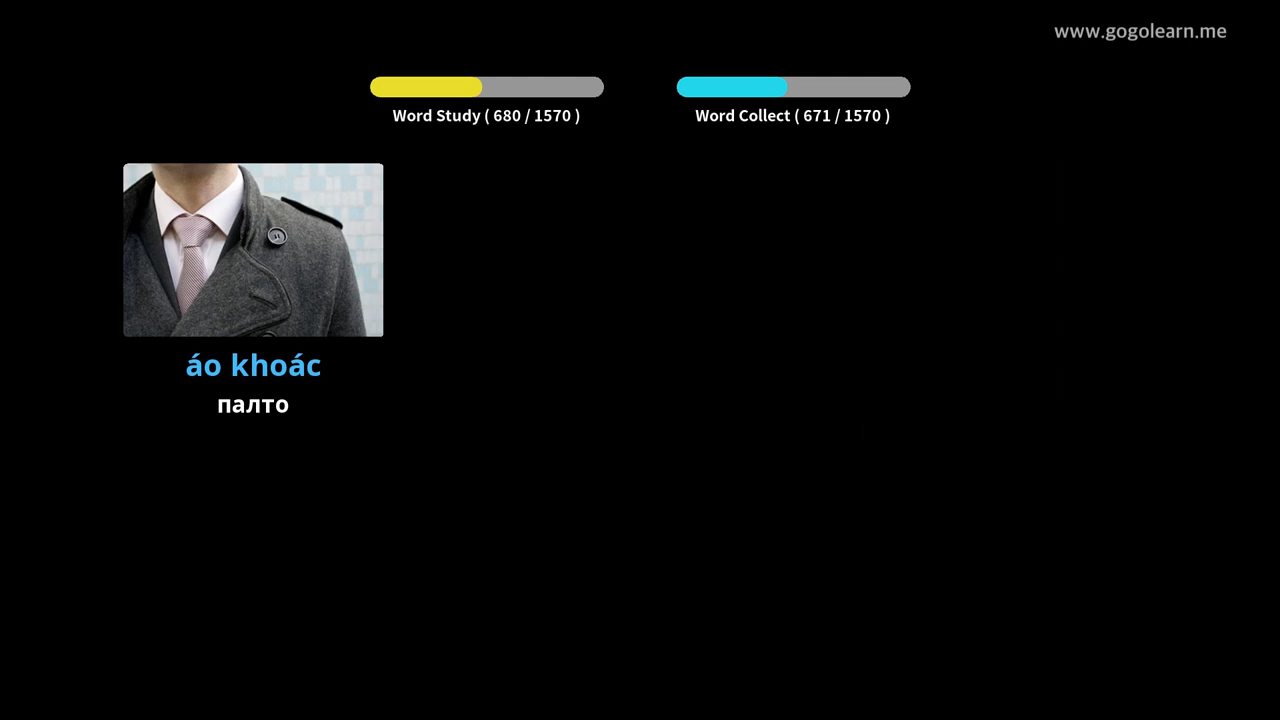 www.gogolearn.me
Word Study ( 680 / 1570 )
Word Collect ( 671 / 1570 )
áo khoác
палто